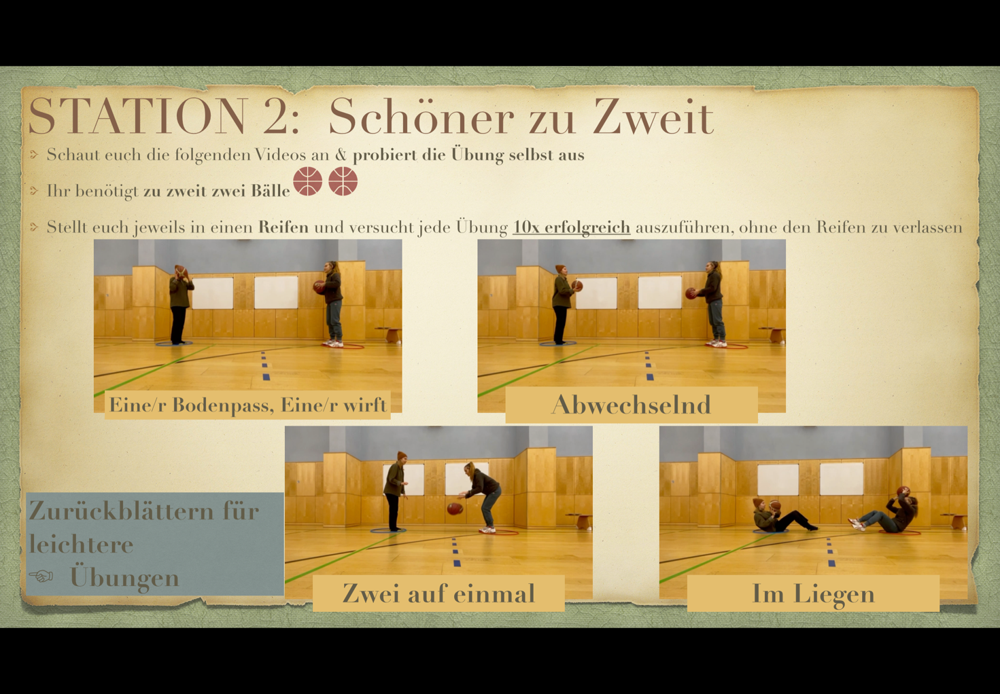 STATION 2: Schöner zu Zweit
Schaut euch die folgenden Videos an & probiert die Übung selbst aus
Ihr benötigt zu zweit zwei Bälle
Stellt euch jeweils in einen Reifen und versucht jede Übung 10x erfolgreich auszuführen, ohne den Reifen zu verlassen
Eine/r Bodenpass, Eine/r wirft
Abwechselnd
Zurückblättern für
leichtere
Übungen
Zwei auf einmal
Im Liegen